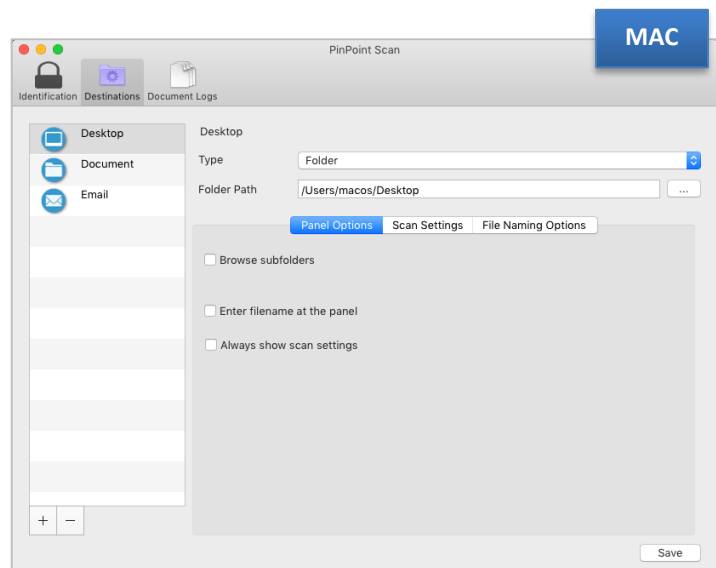 MAC
PinPoint Scan
Identification Destinations Document Logs
Desktop
Document
Email
Desktop
Type Folder
Folder Path /Users/macos/Desktop ...
Panel Options Scan Settings File Naming Options
Browse subfolders
Enter filename at the panel
Always show scan settings
+ −
Save